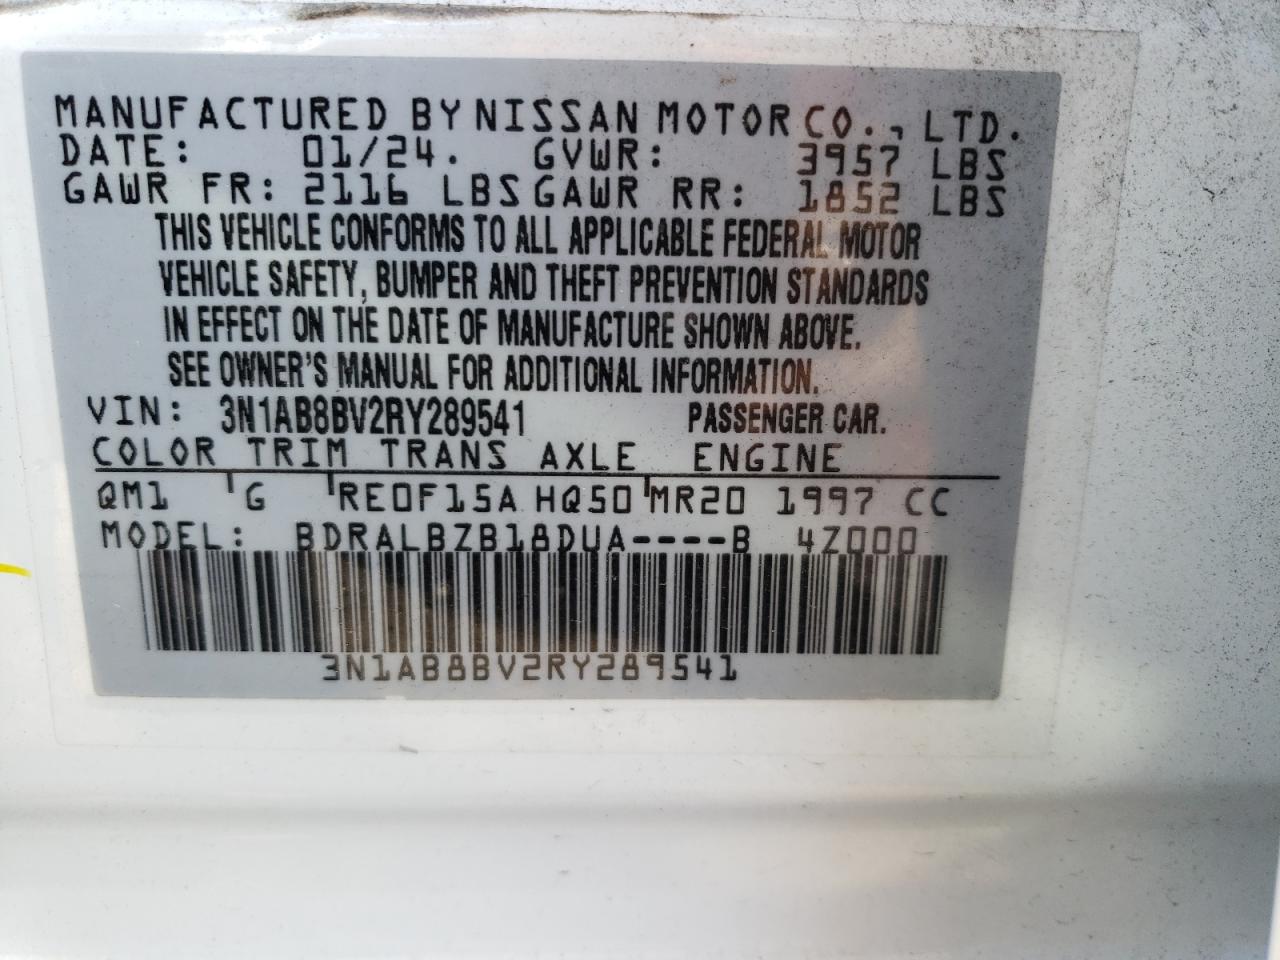 MANUFACTURED BY NISSAN MOTOR CO., LTD.
DATE: 01/24. GVWR: 3957 LBS
GAWR FR: 2116 LBS GAWR RR: 1852 LBS
THIS VEHICLE CONFORMS TO ALL APPLICABLE FEDERAL MOTOR
VEHICLE SAFETY, BUMPER AND THEFT PREVENTION STANDARDS
IN EFFECT ON THE DATE OF MANUFACTURE SHOWN ABOVE.
SEE OWNER'S MANUAL FOR ADDITIONAL INFORMATION.
VIN: 3N1AB8BV2RY289541 PASSENGER CAR.
COLOR TRIM TRANS AXLE ENGINE
QM1 G RE0F15A HQ50 MR20 1997 CC
MODEL: BDRALBZB18DUA----B 4Z000
3N1AB8BV2RY289541